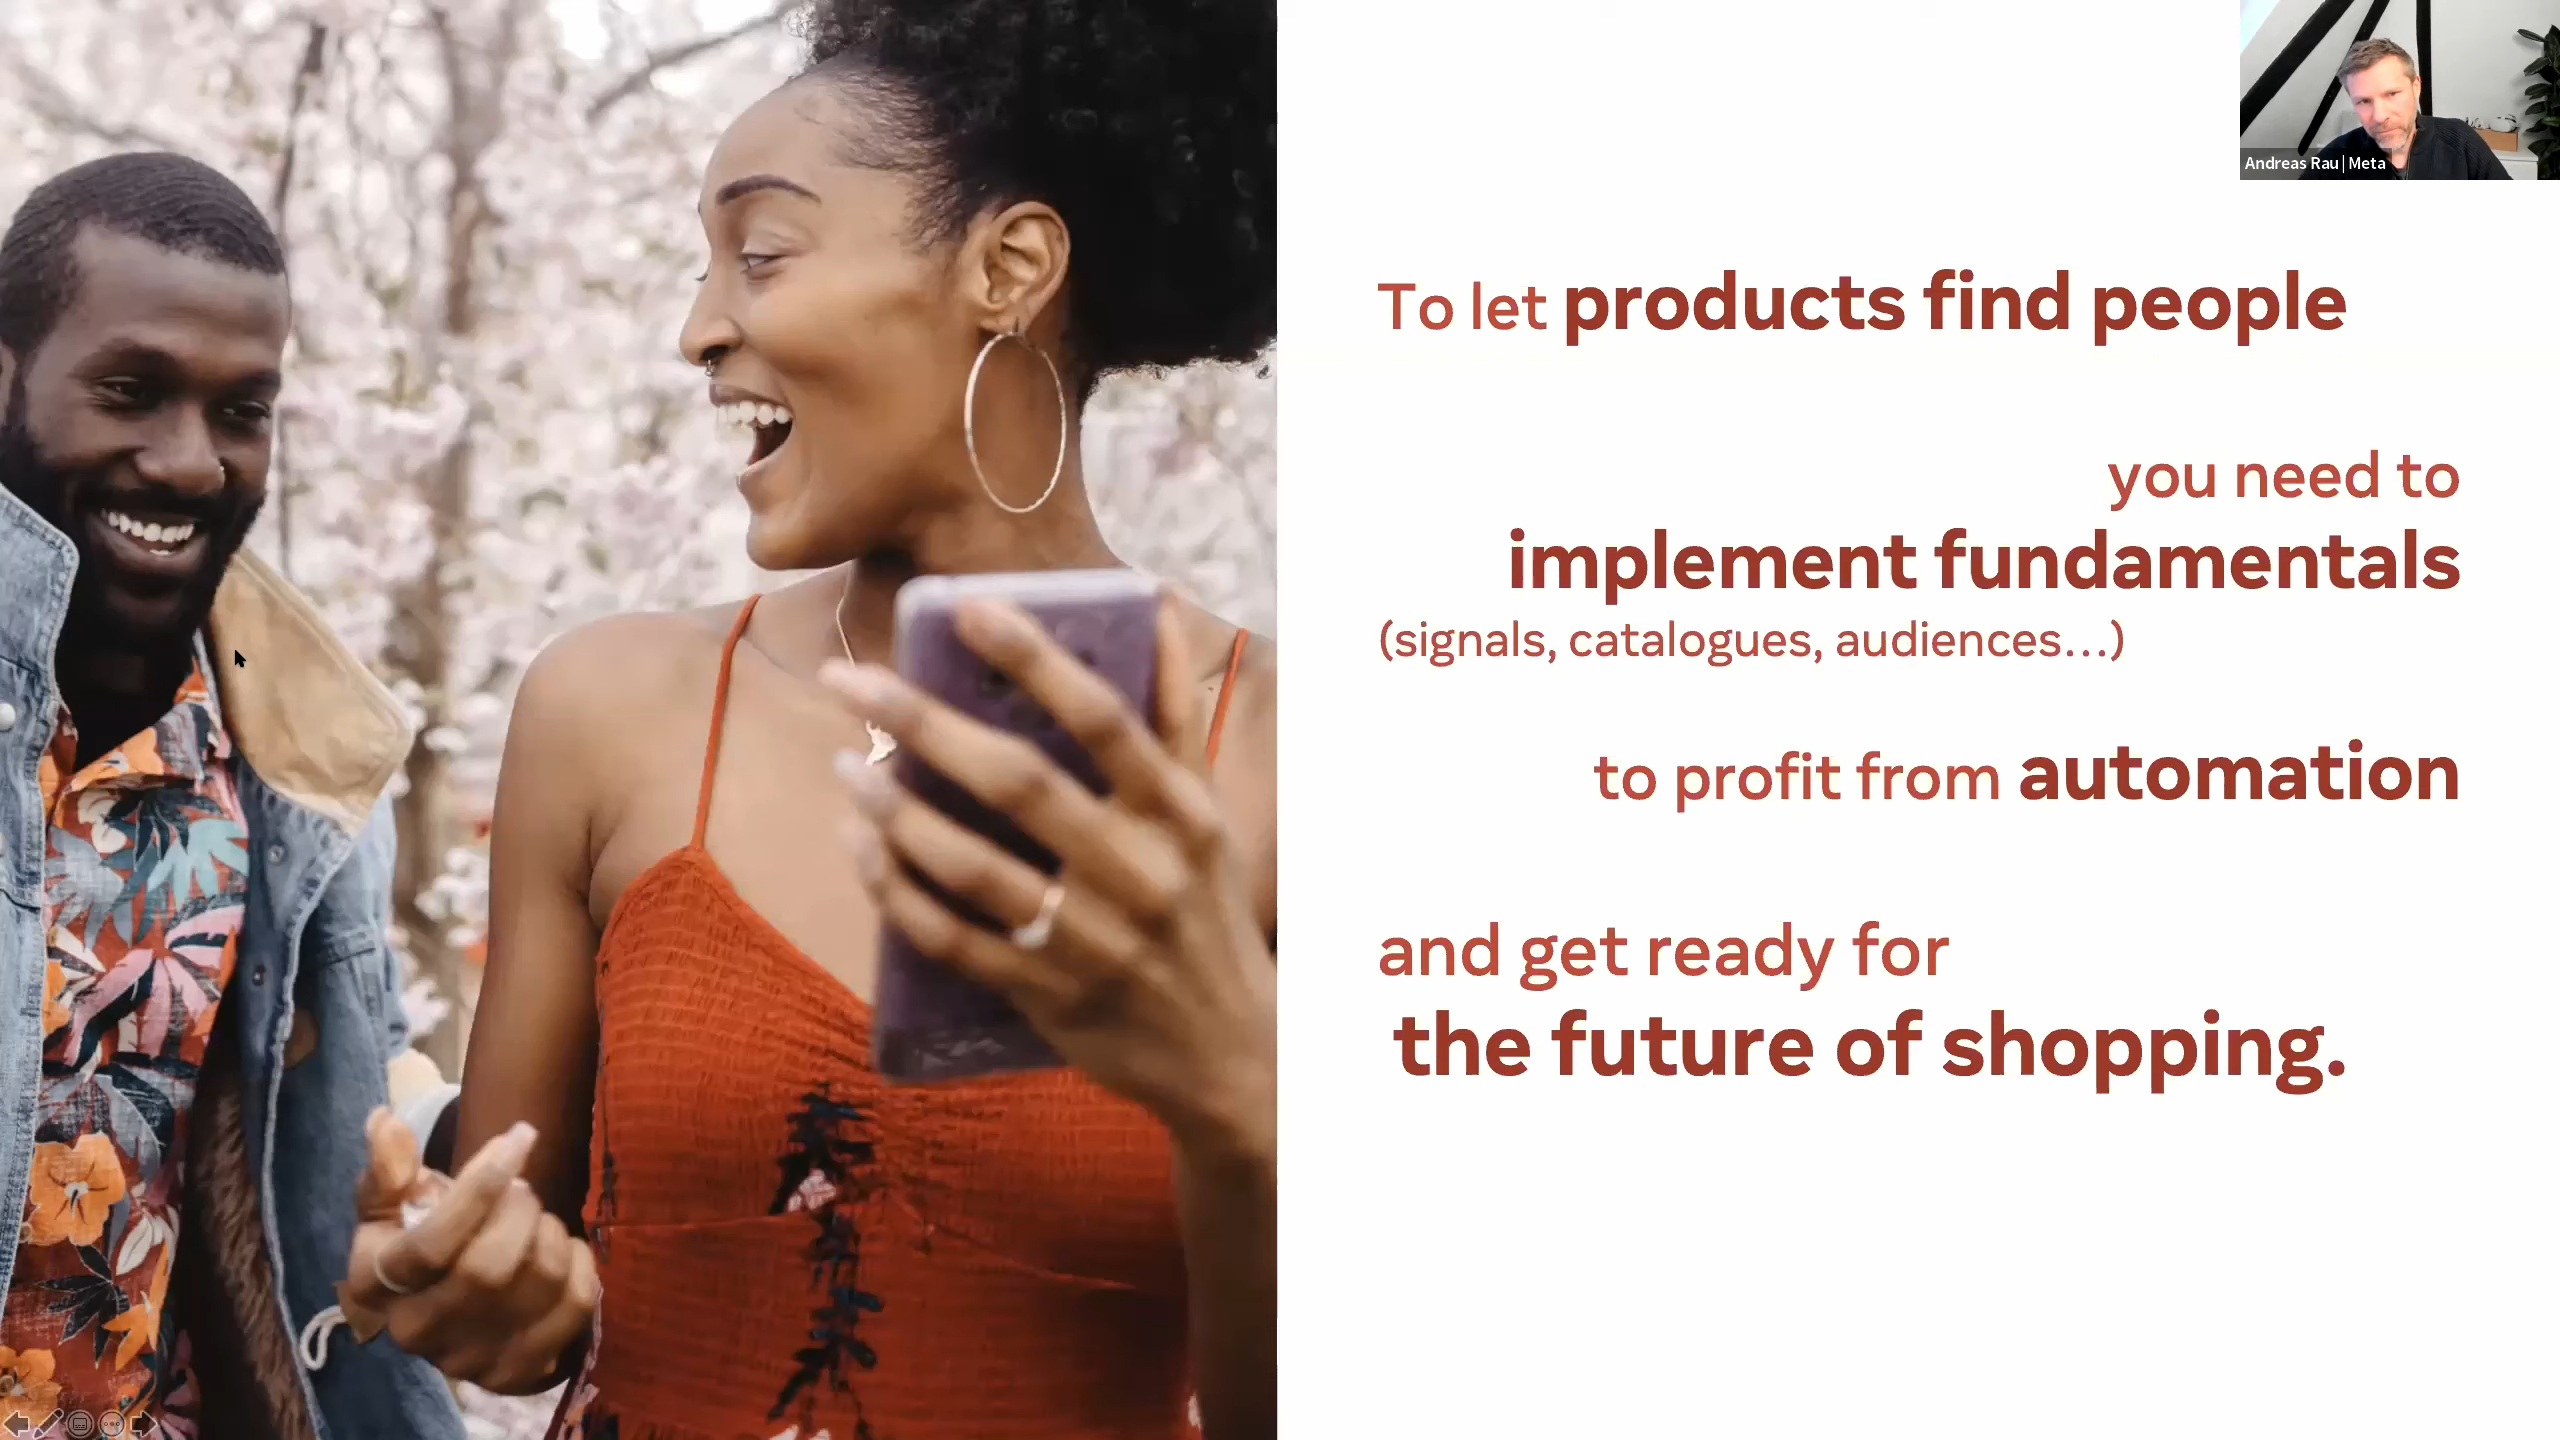 Andreas Rau | Meta
To let products find people
you need to
implement fundamentals
(signals, catalogues, audiences...)
to profit from automation
and get ready for
the future of shopping.